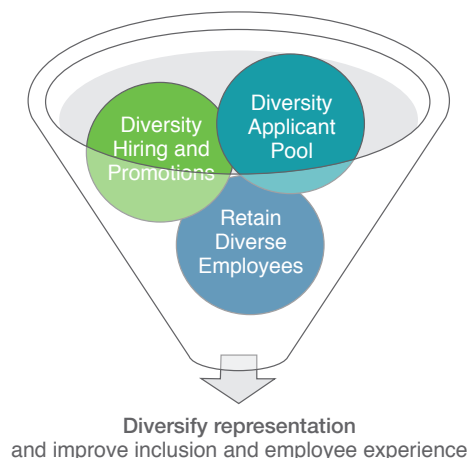 Diversity
Applicant
Pool
Diversity
Hiring and
Promotions
Retain
Diverse
Employees
Diversify representation
and improve inclusion and employee experience